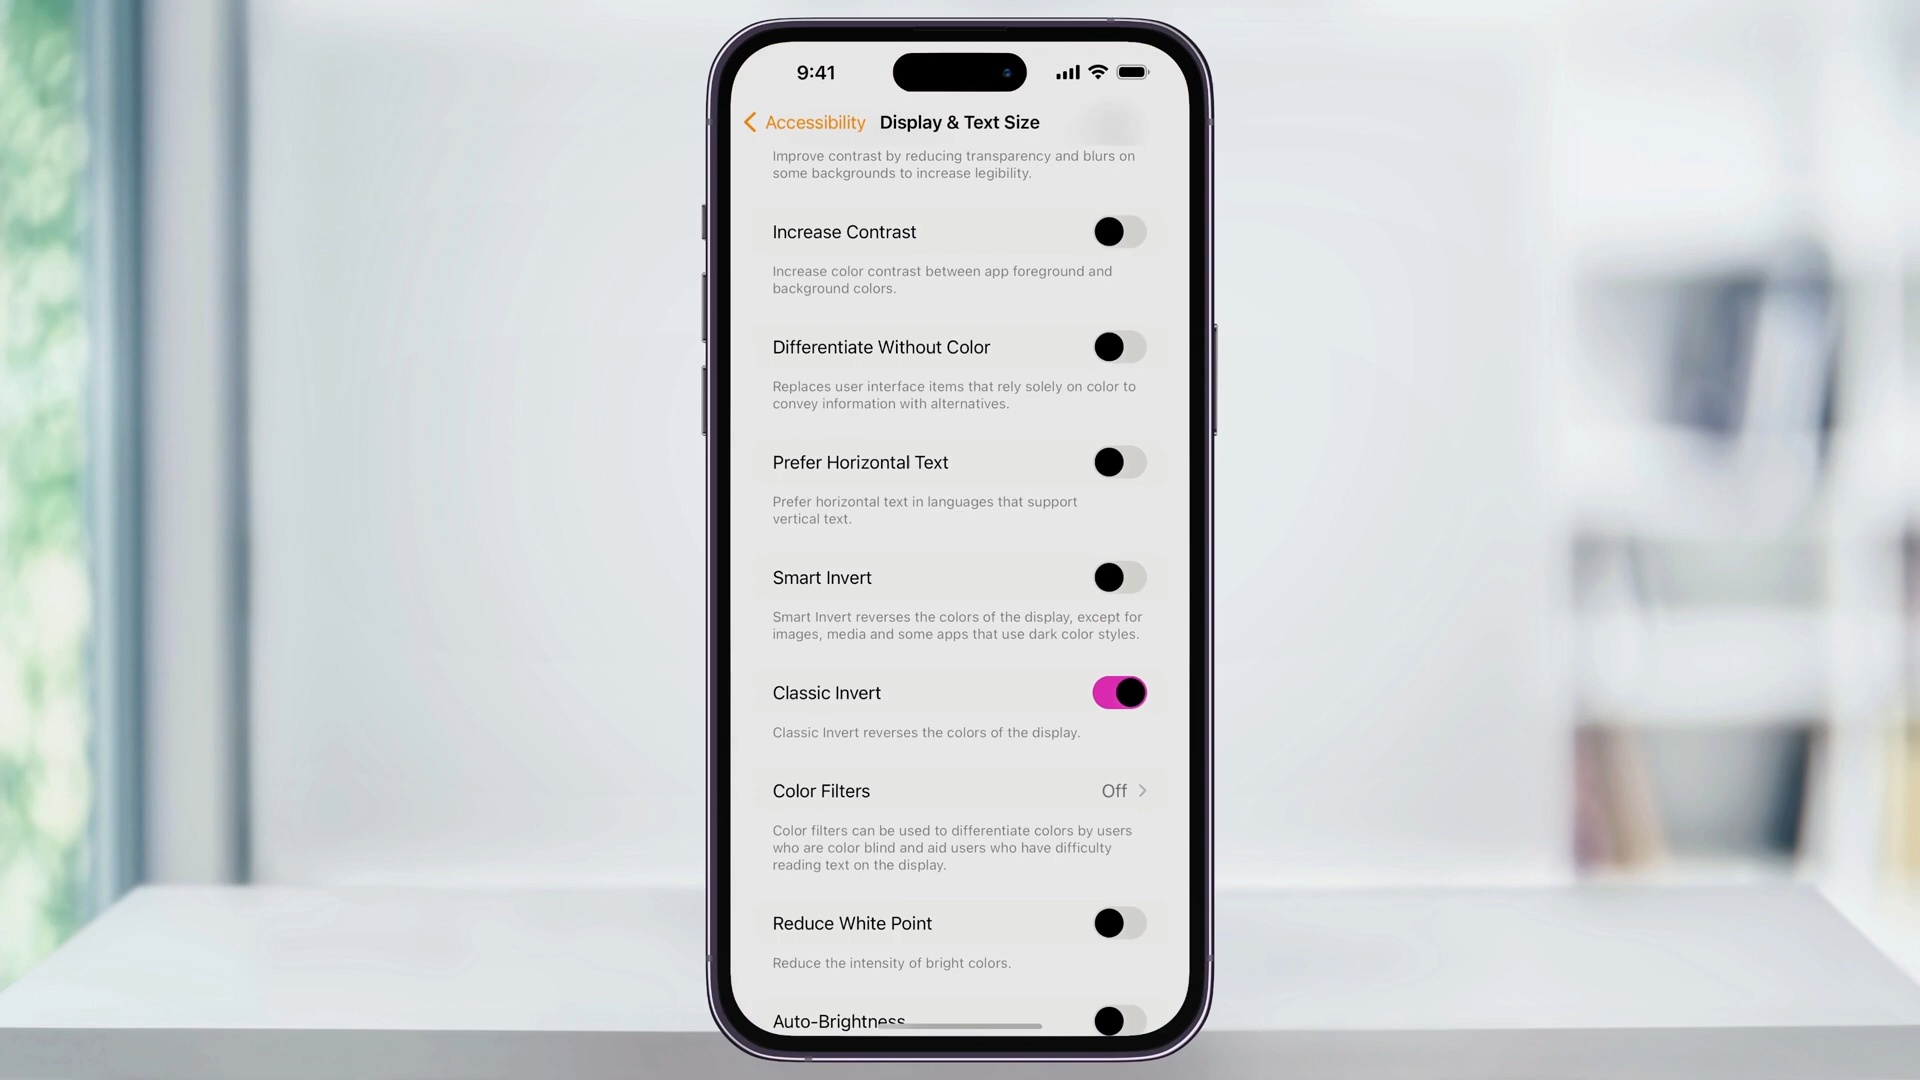 9:41
Accessibility Display & Text Size
Improve contrast by reducing transparency and blurs on
some backgrounds to increase legibility.
Increase Contrast
Increase color contrast between app foreground and
background colors.
Differentiate Without Color
Replaces user interface items that rely solely on color to
convey information with alternatives.
Prefer Horizontal Text
Prefer horizontal text in languages that support
vertical text.
Smart Invert
Smart Invert reverses the colors of the display, except for
images, media and some apps that use dark color styles.
Classic Invert
Classic Invert reverses the colors of the display.
Color Filters Off
Color filters can be used to differentiate colors by users
who are color blind and aid users who have difficulty
reading text on the display.
Reduce White Point
Reduce the intensity of bright colors.
Auto-Brightness